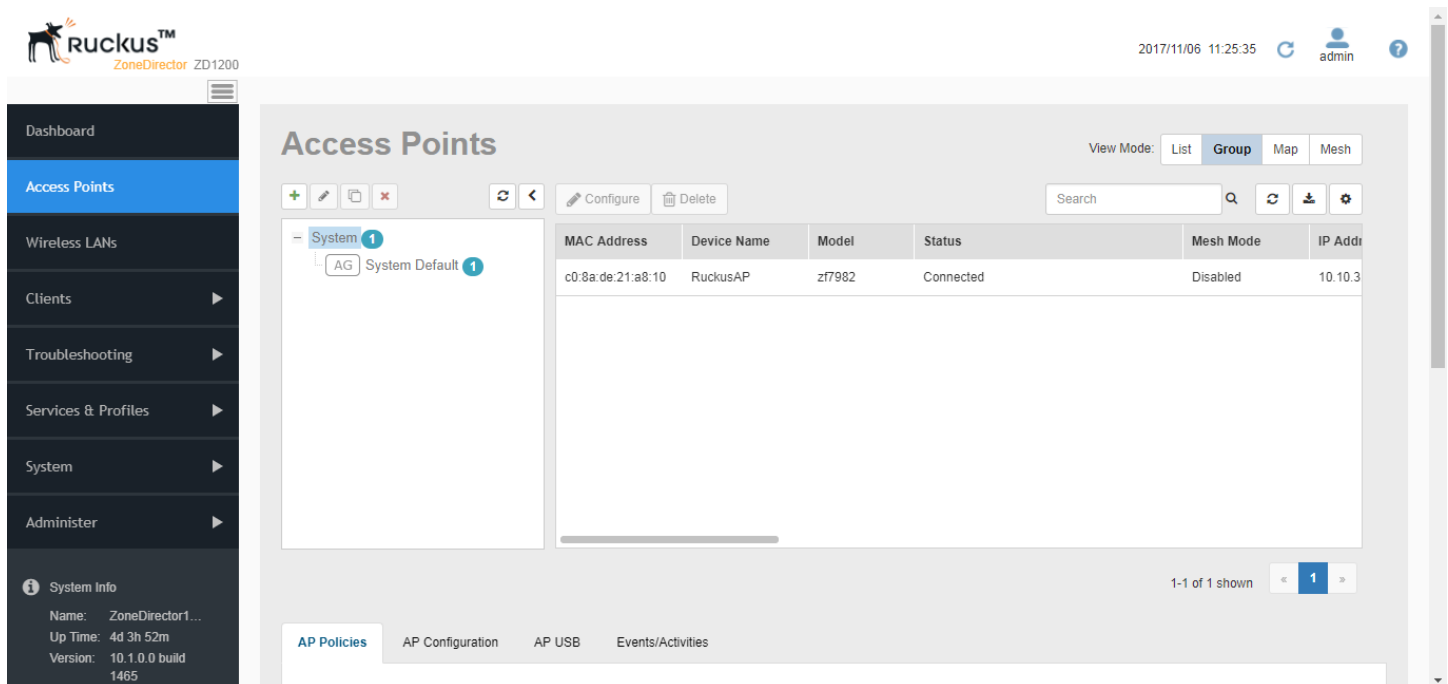 Ruckus™
ZoneDirector ZD1200
2017/11/06 11:25:35
admin
Dashboard
Access Points
Wireless LANs
Clients
Troubleshooting
Services & Profiles
System
Administer
System Info
Name: ZoneDirector1...
Up Time: 4d 3h 52m
Version: 10.1.0.0 build
1465
Access Points
View Mode: List Group Map Mesh
Configure Delete Search
System 1
AG System Default 1
MAC Address Device Name Model Status Mesh Mode IP Addr
c0:8a:de:21:a8:10 RuckusAP zf7982 Connected Disabled 10.10.3
1-1 of 1 shown « 1 »
AP Policies AP Configuration AP USB Events/Activities